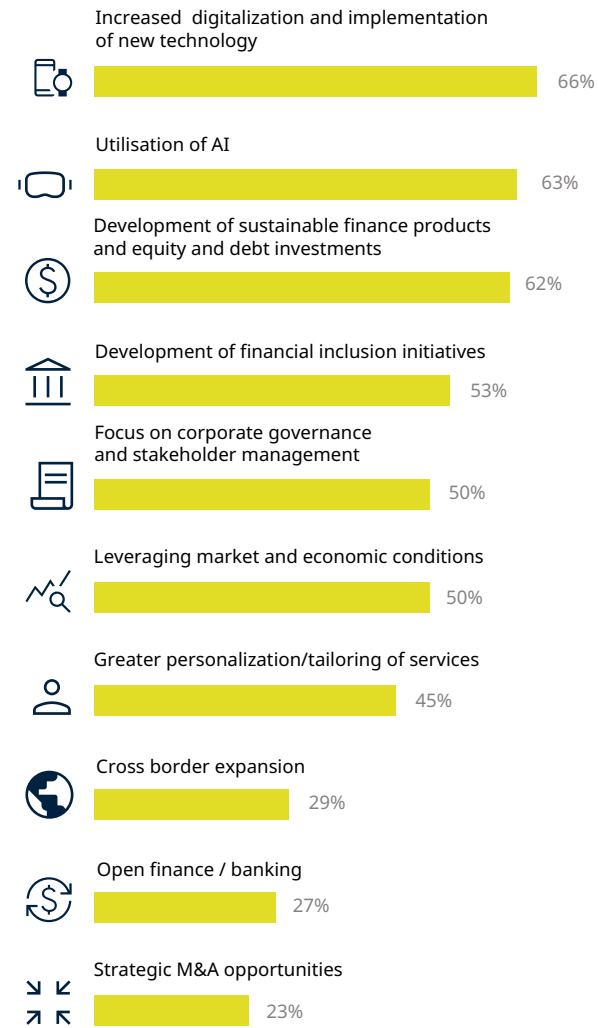 Increased  digitalization and implementation
of new technology
66%
Utilisation of AI
63%
Development of sustainable finance products
and equity and debt investments
62%
Development of financial inclusion initiatives
53%
Focus on corporate governance
and stakeholder management
50%
Leveraging market and economic conditions
50%
Greater personalization/tailoring of services
45%
Cross border expansion
29%
Open finance / banking
27%
Strategic M&A opportunities
23%